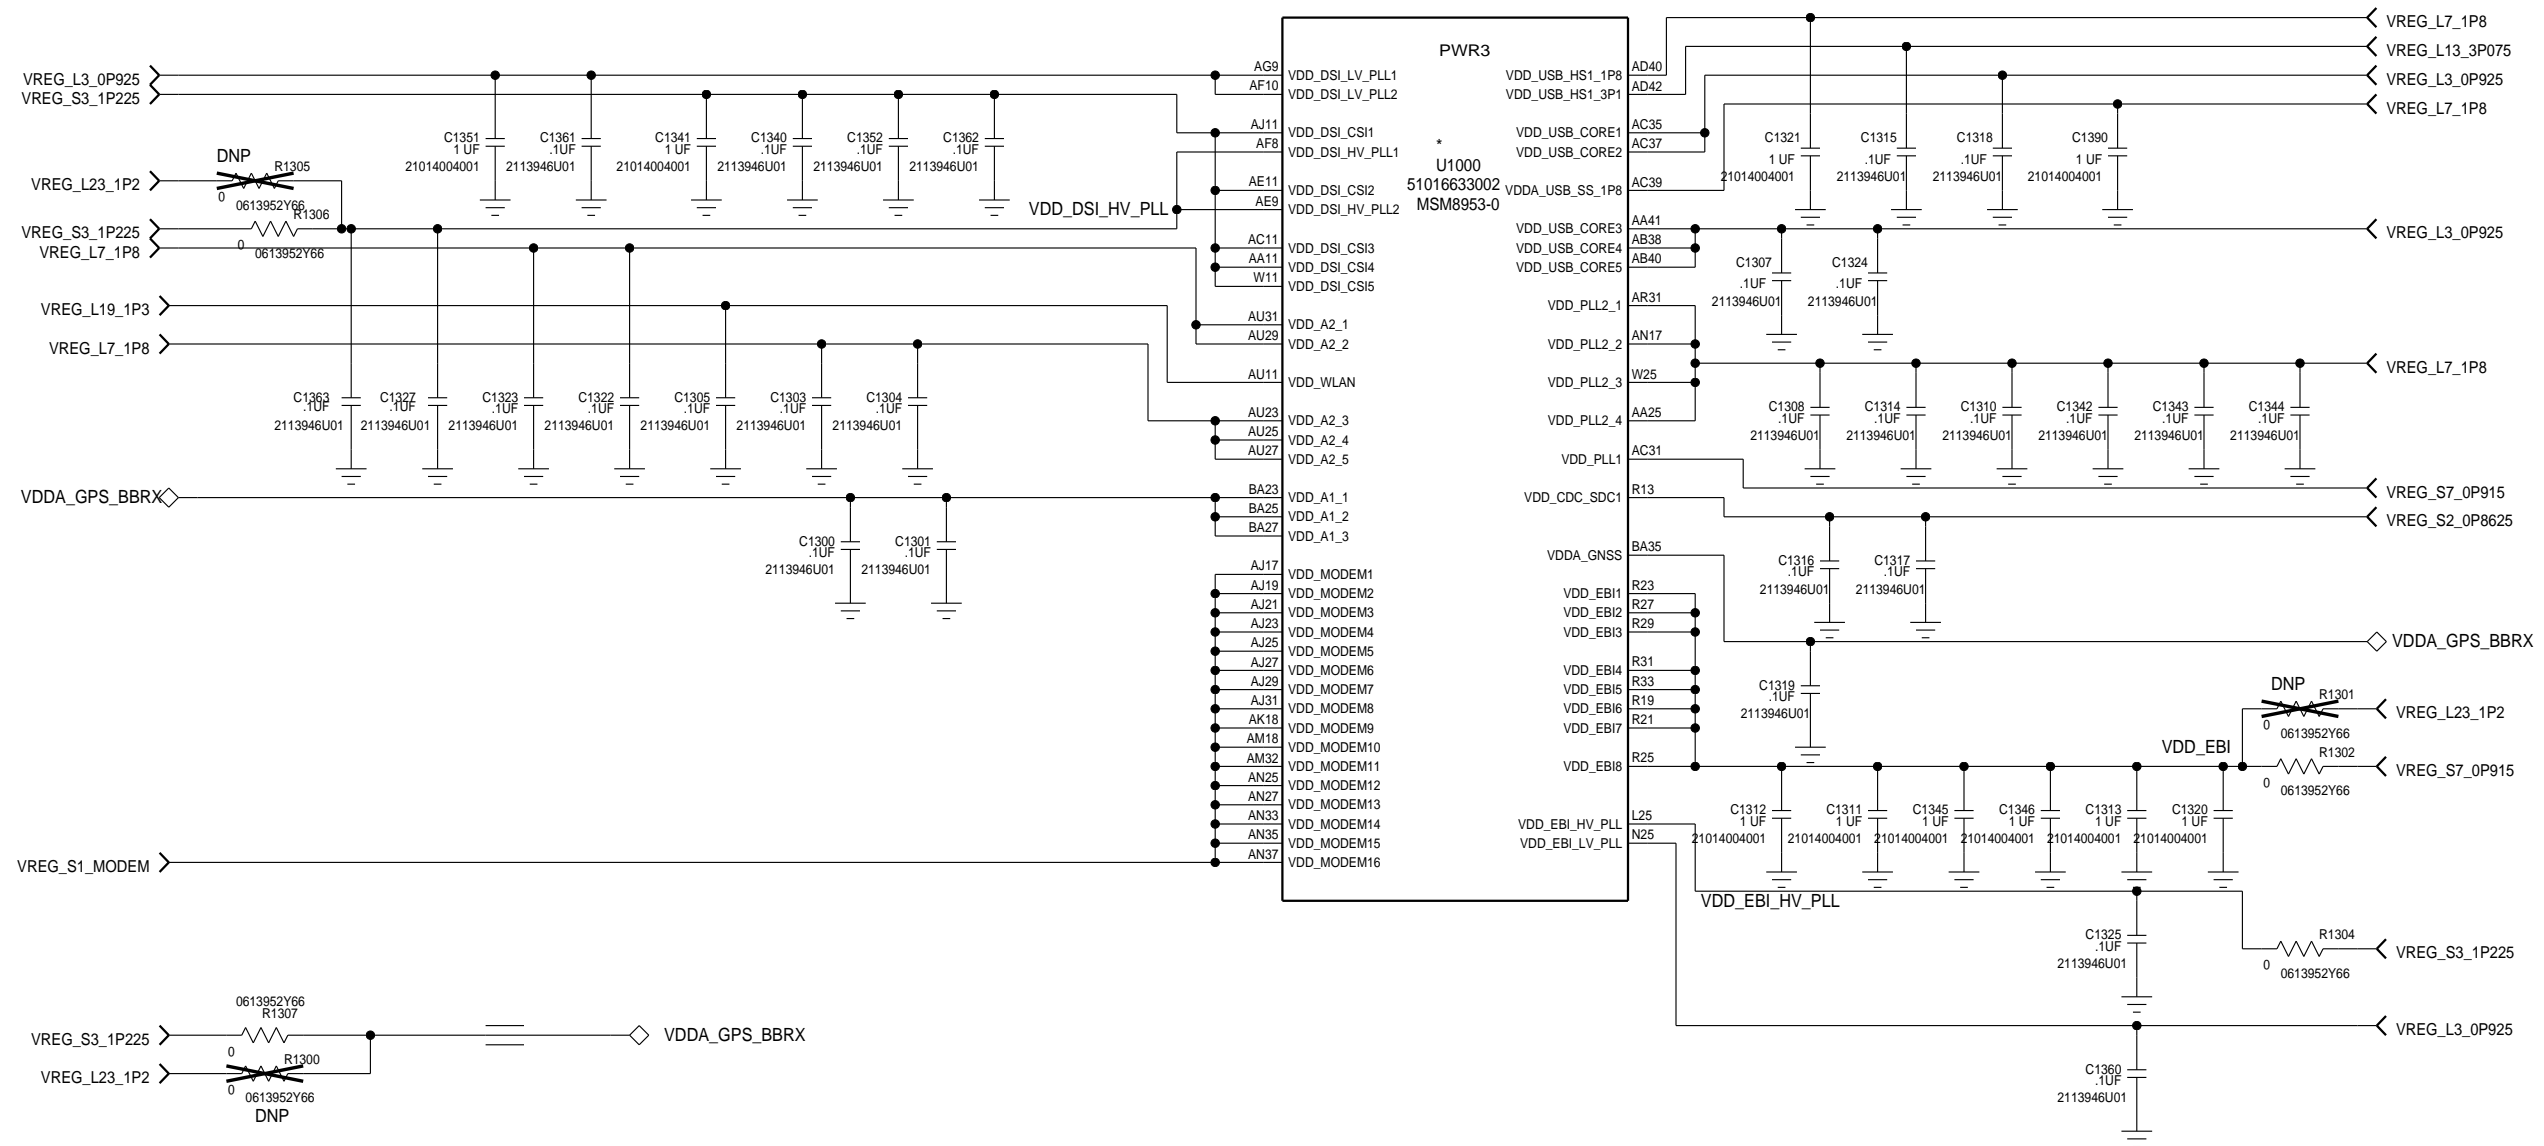 PWR3
*
U1000
51016633002
MSM8953-0
VREG_L3_0P925
VREG_S3_1P225
C1351
1 UF
21014004001
C1361
.1UF
2113946U01
C1341
1 UF
21014004001
C1340
.1UF
2113946U01
C1352
.1UF
2113946U01
C1362
.1UF
2113946U01
DNP
R1305
VREG_L23_1P2
0
0613952Y66
R1306
VREG_S3_1P225
0
0613952Y66
VREG_L7_1P8
VDD_DSI_HV_PLL
VREG_L19_1P3
VREG_L7_1P8
C1363
.1UF
2113946U01
C1327
.1UF
2113946U01
C1323
.1UF
2113946U01
C1322
.1UF
2113946U01
C1305
.1UF
2113946U01
C1303
.1UF
2113946U01
C1304
.1UF
2113946U01
VDDA_GPS_BBRX
C1300
.1UF
2113946U01
C1301
.1UF
2113946U01
VREG_S1_MODEM
AG9 VDD_DSI_LV_PLL1
AF10 VDD_DSI_LV_PLL2
AJ11 VDD_DSI_CSI1
AF8 VDD_DSI_HV_PLL1
AE11 VDD_DSI_CSI2
AE9 VDD_DSI_HV_PLL2
AC11 VDD_DSI_CSI3
AA11 VDD_DSI_CSI4
W11 VDD_DSI_CSI5
AU31 VDD_A2_1
AU29 VDD_A2_2
AU11 VDD_WLAN
AU23 VDD_A2_3
AU25 VDD_A2_4
AU27 VDD_A2_5
BA23 VDD_A1_1
BA25 VDD_A1_2
BA27 VDD_A1_3
AJ17 VDD_MODEM1
AJ19 VDD_MODEM2
AJ21 VDD_MODEM3
AJ23 VDD_MODEM4
AJ25 VDD_MODEM5
AJ27 VDD_MODEM6
AJ29 VDD_MODEM7
AJ31 VDD_MODEM8
AK18 VDD_MODEM9
AM18 VDD_MODEM10
AM32 VDD_MODEM11
AN25 VDD_MODEM12
AN27 VDD_MODEM13
AN33 VDD_MODEM14
AN35 VDD_MODEM15
AN37 VDD_MODEM16
VDD_USB_HS1_1P8 AD40
VDD_USB_HS1_3P1 AD42
VDD_USB_CORE1 AC35
VDD_USB_CORE2 AC37
VDDA_USB_SS_1P8 AC39
VDD_USB_CORE3 AA41
VDD_USB_CORE4 AB38
VDD_USB_CORE5 AB40
VDD_PLL2_1 AR31
VDD_PLL2_2 AN17
VDD_PLL2_3 W25
VDD_PLL2_4 AA25
VDD_PLL1 AC31
VDD_CDC_SDC1 R13
VDDA_GNSS BA35
VDD_EBI1 R23
VDD_EBI2 R27
VDD_EBI3 R29
VDD_EBI4 R31
VDD_EBI5 R33
VDD_EBI6 R19
VDD_EBI7 R21
VDD_EBI8 R25
VDD_EBI_HV_PLL L25
VDD_EBI_LV_PLL N25
VREG_L7_1P8
VREG_L13_3P075
VREG_L3_0P925
VREG_L7_1P8
C1321
1 UF
21014004001
C1315
.1UF
2113946U01
C1318
.1UF
2113946U01
C1390
1 UF
21014004001
VREG_L3_0P925
C1307
.1UF
2113946U01
C1324
.1UF
2113946U01
VREG_L7_1P8
C1308
.1UF
2113946U01
C1314
.1UF
2113946U01
C1310
.1UF
2113946U01
C1342
.1UF
2113946U01
C1343
.1UF
2113946U01
C1344
.1UF
2113946U01
VREG_S7_0P915
VREG_S2_0P8625
C1316
.1UF
2113946U01
C1317
.1UF
2113946U01
VDDA_GPS_BBRX
C1319
.1UF
2113946U01
DNP
R1301
VREG_L23_1P2
0
0613952Y66
VDD_EBI
R1302
VREG_S7_0P915
0
0613952Y66
C1312
1 UF
21014004001
C1311
1 UF
21014004001
C1345
1 UF
21014004001
C1346
1 UF
21014004001
C1313
1 UF
21014004001
C1320
1 UF
21014004001
VDD_EBI_HV_PLL
C1325
.1UF
2113946U01
R1304
VREG_S3_1P225
0
0613952Y66
VREG_L3_0P925
C1360
.1UF
2113946U01
0613952Y66
R1307
VREG_S3_1P225
0
VDDA_GPS_BBRX
R1300
VREG_L23_1P2
0
0613952Y66
DNP